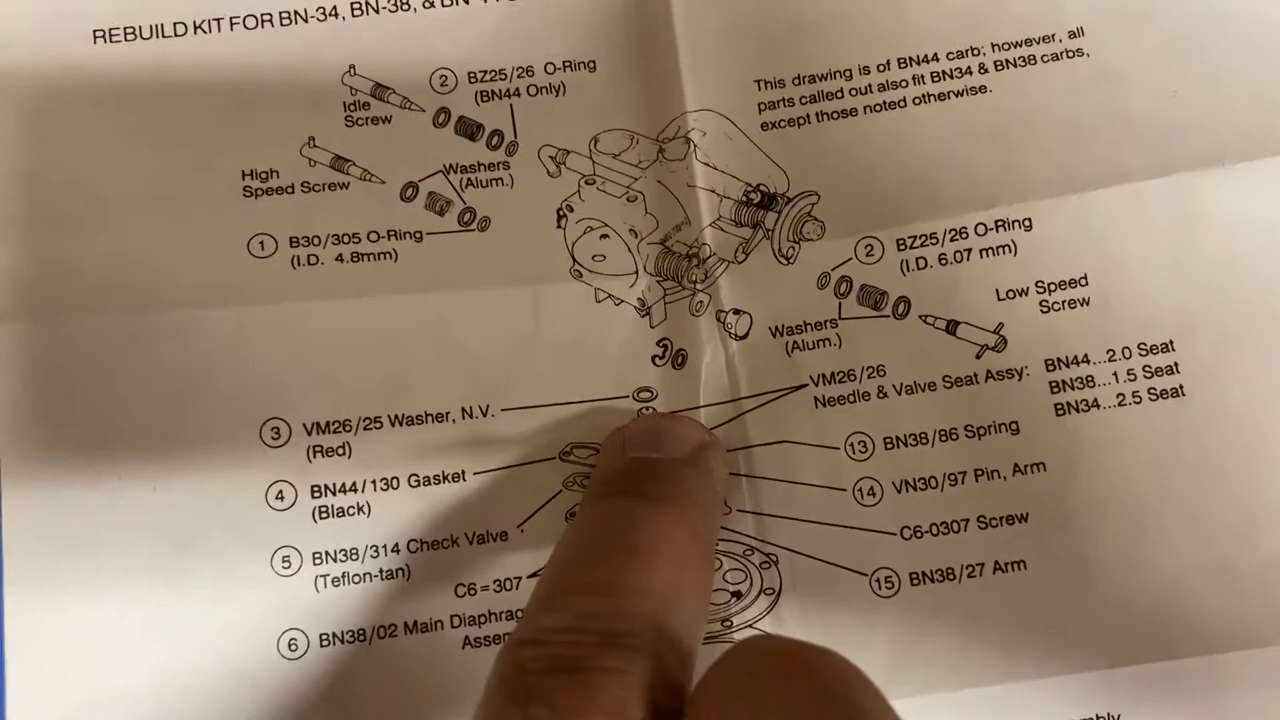 REBUILD KIT FOR BN-34, BN-38, &
This drawing is of BN44 carb; however, all
parts called out also fit BN34 & BN38 carbs,
except those noted otherwise.
2 BZ25/26 O-Ring
(BN44 Only)
Idle
Screw
High
Speed Screw
Washers
(Alum.)
1 B30/305 O-Ring
(I.D. 4.8mm)
2 BZ25/26 O-Ring
(I.D. 6.07 mm)
Low Speed
Screw
Washers
(Alum.)
VM26/26
Needle & Valve Seat Assy: BN44...2.0 Seat
BN38...1.5 Seat
BN34...2.5 Seat
3 VM26/25 Washer, N.V.
(Red)
4 BN44/130 Gasket
(Black)
5 BN38/314 Check Valve
(Teflon-tan)
C6=307
6 BN38/02 Main Diaphrag
Assem
13 BN38/86 Spring
14 VN30/97 Pin, Arm
C6-0307 Screw
15 BN38/27 Arm